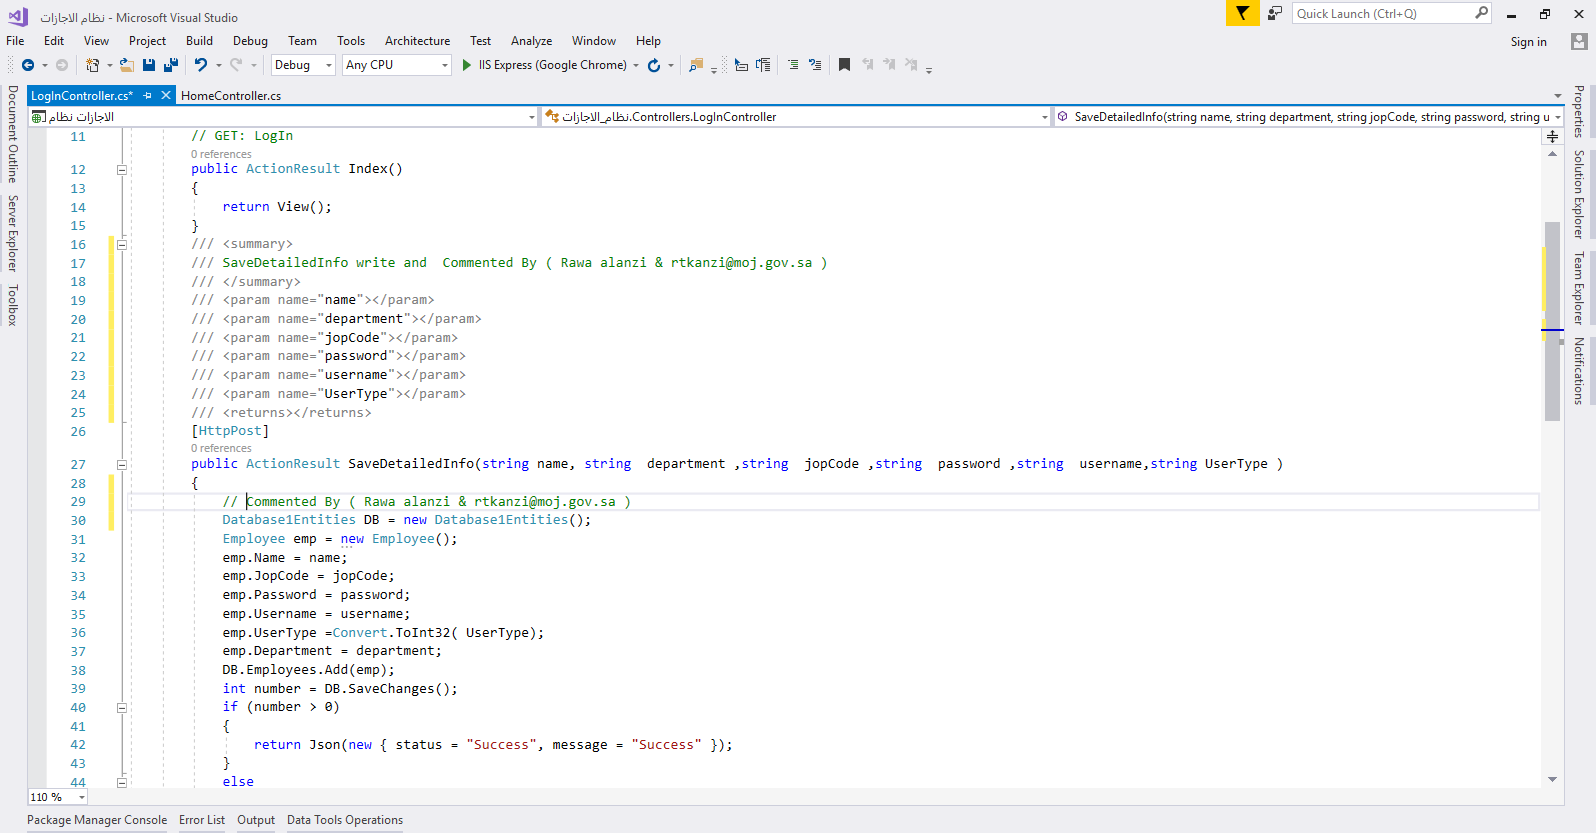 نظام الاجازات - Microsoft Visual Studio
Quick Launch (Ctrl+Q)
File Edit View Project Build Debug Team Tools Architecture Test Analyze Window Help
Sign in
Debug Any CPU IIS Express (Google Chrome)
LogInController.cs* HomeController.cs
الاجازات نظام نظام_الاجازات.Controllers.LogInController SaveDetailedInfo(string name, string department, string jopCode, string password, string u
Document Outline
Server Explorer
Toolbox
11 // GET: LogIn
0 references
12 public ActionResult Index()
13 {
14 return View();
15 }
16 /// <summary>
17 /// SaveDetailedInfo write and  Commented By ( Rawa alanzi & rtkanzi@moj.gov.sa )
18 /// </summary>
19 /// <param name="name"></param>
20 /// <param name="department"></param>
21 /// <param name="jopCode"></param>
22 /// <param name="password"></param>
23 /// <param name="username"></param>
24 /// <param name="UserType"></param>
25 /// <returns></returns>
26 [HttpPost]
0 references
27 public ActionResult SaveDetailedInfo(string name, string  department ,string  jopCode ,string  password ,string  username,string UserType )
28 {
29 // Commented By ( Rawa alanzi & rtkanzi@moj.gov.sa )
30 Database1Entities DB = new Database1Entities();
31 Employee emp = new Employee();
32 emp.Name = name;
33 emp.JopCode = jopCode;
34 emp.Password = password;
35 emp.Username = username;
36 emp.UserType =Convert.ToInt32( UserType);
37 emp.Department = department;
38 DB.Employees.Add(emp);
39 int number = DB.SaveChanges();
40 if (number > 0)
41 {
42 return Json(new { status = "Success", message = "Success" });
43 }
44 else
Properties
Solution Explorer
Team Explorer
Notifications
110 %
Package Manager Console Error List Output Data Tools Operations